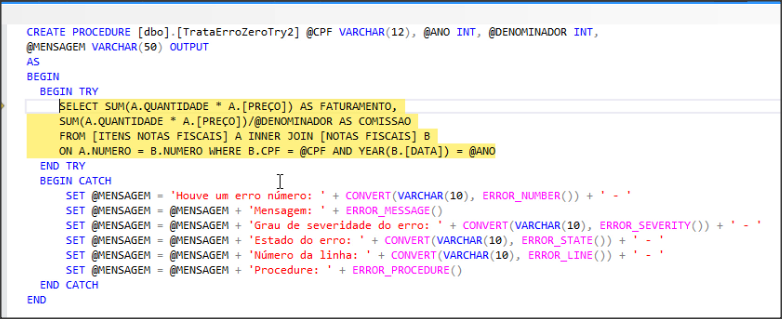 CREATE PROCEDURE [dbo].[TrataErroZeroTry2] @CPF VARCHAR(12), @ANO INT, @DENOMINADOR INT,
@MENSAGEM VARCHAR(50) OUTPUT
AS
BEGIN
BEGIN TRY
SELECT SUM(A.QUANTIDADE * A.[PREÇO]) AS FATURAMENTO,
SUM(A.QUANTIDADE * A.[PREÇO])/@DENOMINADOR AS COMISSAO
FROM [ITENS NOTAS FISCAIS] A INNER JOIN [NOTAS FISCAIS] B
ON A.NUMERO = B.NUMERO WHERE B.CPF = @CPF AND YEAR(B.[DATA]) = @ANO
END TRY
BEGIN CATCH
SET @MENSAGEM = 'Houve um erro número: ' + CONVERT(VARCHAR(10), ERROR_NUMBER()) + ' - '
SET @MENSAGEM = @MENSAGEM + 'Mensagem: ' + ERROR_MESSAGE()
SET @MENSAGEM = @MENSAGEM + 'Grau de severidade do erro: ' + CONVERT(VARCHAR(10), ERROR_SEVERITY()) + ' - '
SET @MENSAGEM = @MENSAGEM + 'Estado do erro: ' + CONVERT(VARCHAR(10), ERROR_STATE()) + ' - '
SET @MENSAGEM = @MENSAGEM + 'Número da linha: ' + CONVERT(VARCHAR(10), ERROR_LINE()) + ' - '
SET @MENSAGEM = @MENSAGEM + 'Procedure: ' + ERROR_PROCEDURE()
END CATCH
END